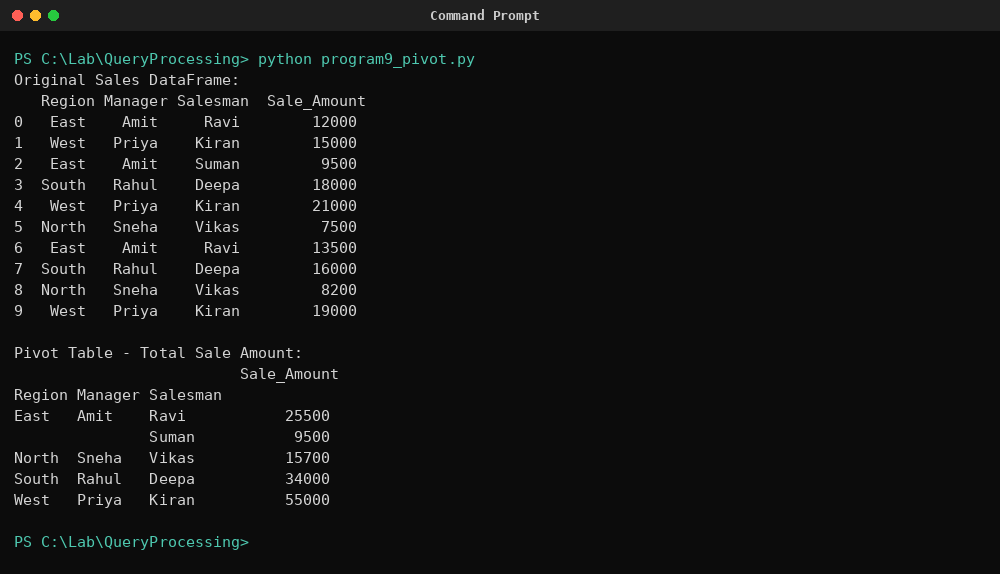 Command Prompt
PS C:\Lab\QueryProcessing> python program9_pivot.py
Original Sales DataFrame:
   Region Manager Salesman  Sale_Amount
0   East    Amit     Ravi        12000
1   West   Priya    Kiran        15000
2   East    Amit    Suman         9500
3  South   Rahul    Deepa        18000
4   West   Priya    Kiran        21000
5  North   Sneha    Vikas         7500
6   East    Amit     Ravi        13500
7  South   Rahul    Deepa        16000
8  North   Sneha    Vikas         8200
9   West   Priya    Kiran        19000

Pivot Table - Total Sale Amount:
                         Sale_Amount
Region Manager Salesman
East   Amit    Ravi           25500
               Suman           9500
North  Sneha   Vikas          15700
South  Rahul   Deepa          34000
West   Priya   Kiran          55000

PS C:\Lab\QueryProcessing>